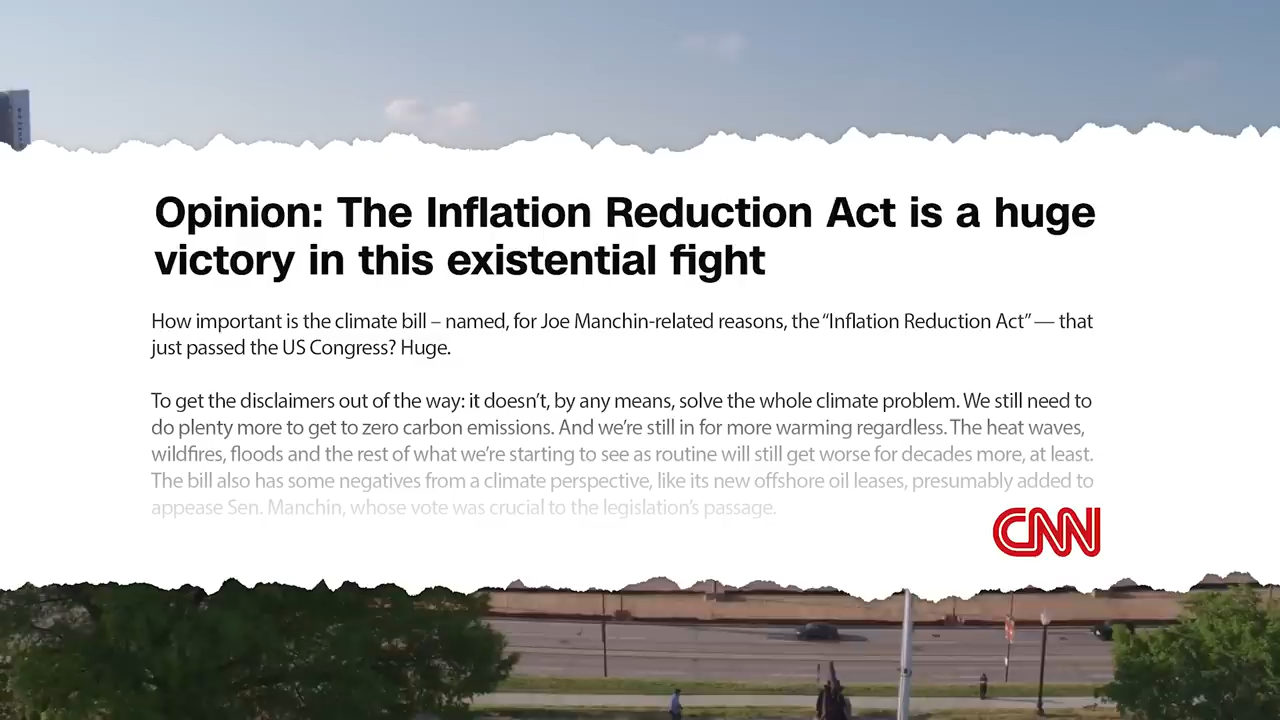 Opinion: The Inflation Reduction Act is a huge
victory in this existential fight
How important is the climate bill – named, for Joe Manchin-related reasons, the “Inflation Reduction Act” — that
just passed the US Congress? Huge.
To get the disclaimers out of the way: it doesn’t, by any means, solve the whole climate problem. We still need to
do plenty more to get to zero carbon emissions. And we’re still in for more warming regardless. The heat waves,
wildfires, floods and the rest of what we’re starting to see as routine will still get worse for decades more, at least.
The bill also has some negatives from a climate perspective, like its new offshore oil leases, presumably added to
appease Sen. Manchin, whose vote was crucial to the legislation’s passage.
CNN